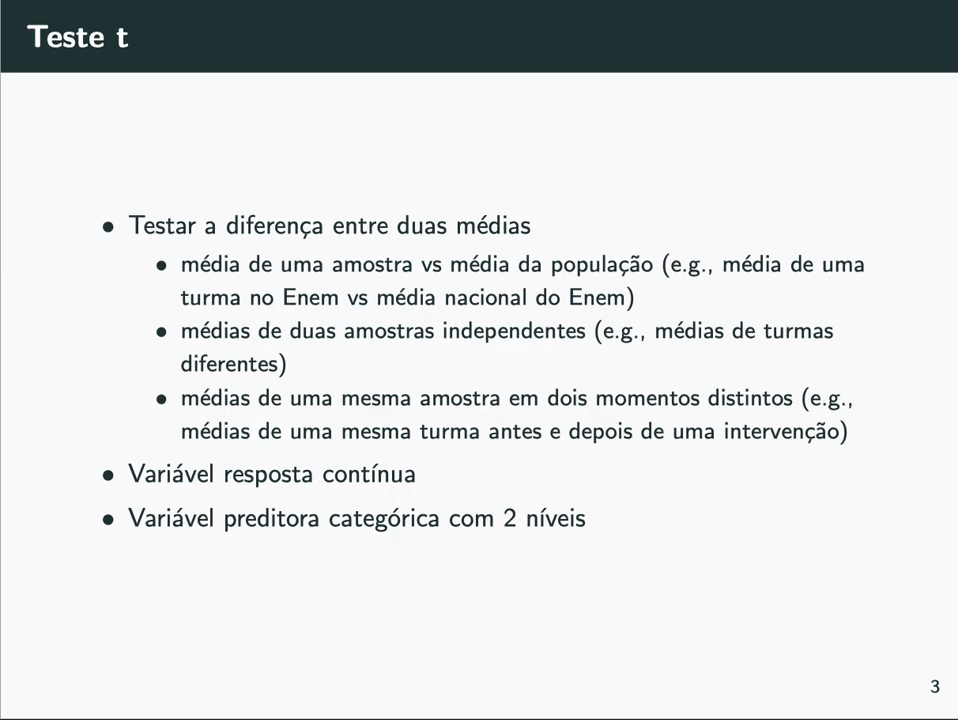 Teste t
• Testar a diferença entre duas médias
• média de uma amostra vs média da população (e.g., média de uma
turma no Enem vs média nacional do Enem)
• médias de duas amostras independentes (e.g., médias de turmas
diferentes)
• médias de uma mesma amostra em dois momentos distintos (e.g.,
médias de uma mesma turma antes e depois de uma intervenção)
• Variável resposta contínua
• Variável preditora categórica com 2 níveis
3